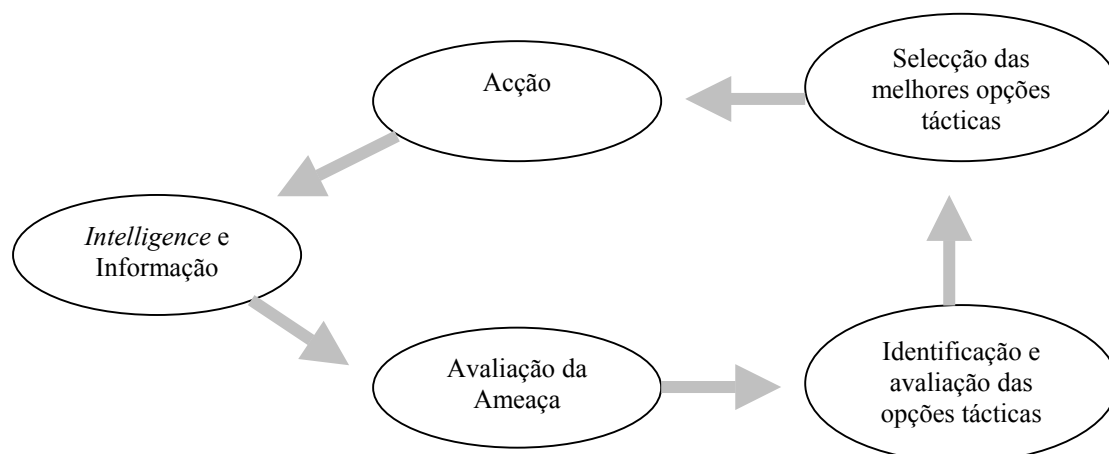 Acção
Selecção das
melhores opções
tácticas
Intelligence e
Informação
Avaliação da
Ameaça
Identificação e
avaliação das
opções tácticas